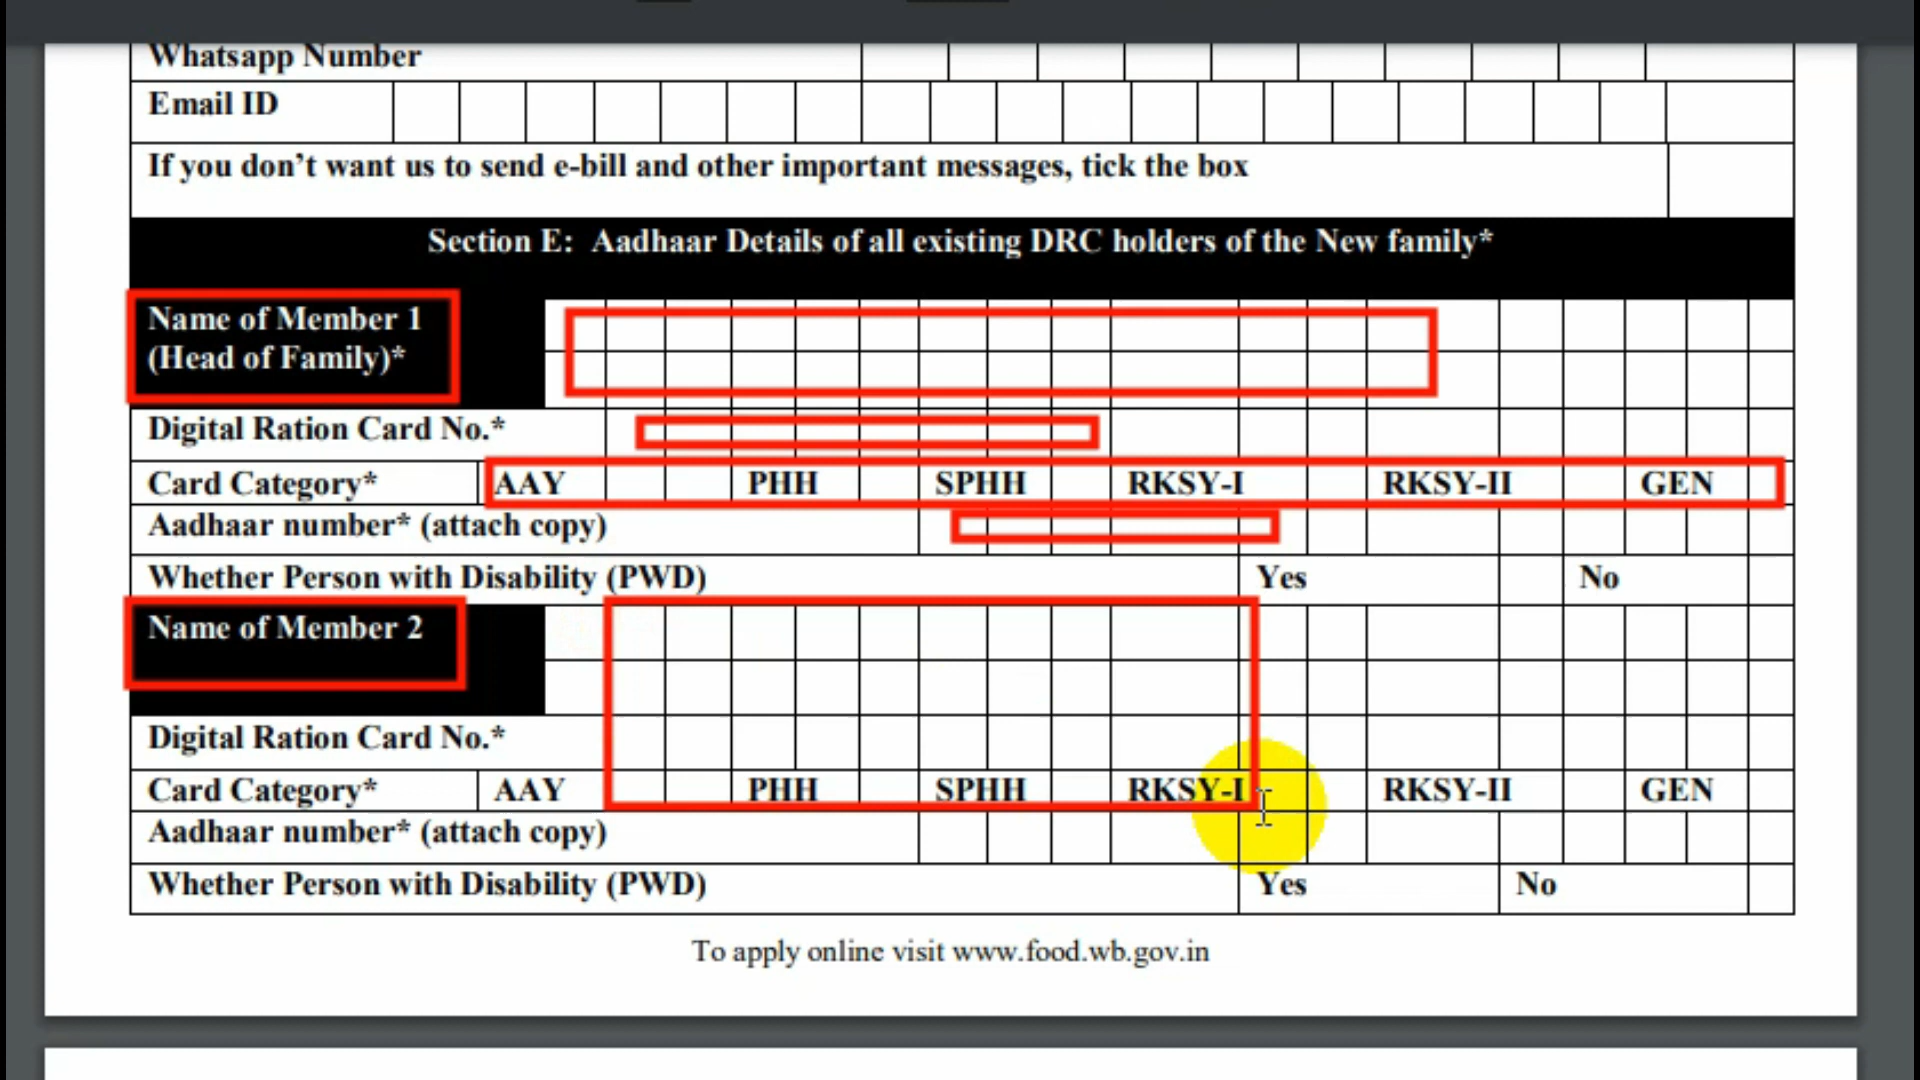 Whatsapp Number
Email ID
If you don’t want us to send e-bill and other important messages, tick the box
Section E: Aadhaar Details of all existing DRC holders of the New family*
Name of Member 1
(Head of Family)*
Digital Ration Card No.*
Card Category* AAY PHH SPHH RKSY-I RKSY-II GEN
Aadhaar number* (attach copy)
Whether Person with Disability (PWD) Yes No
Name of Member 2
Digital Ration Card No.*
Card Category* AAY PHH SPHH RKSY-I RKSY-II GEN
Aadhaar number* (attach copy)
Whether Person with Disability (PWD) Yes No
To apply online visit www.food.wb.gov.in